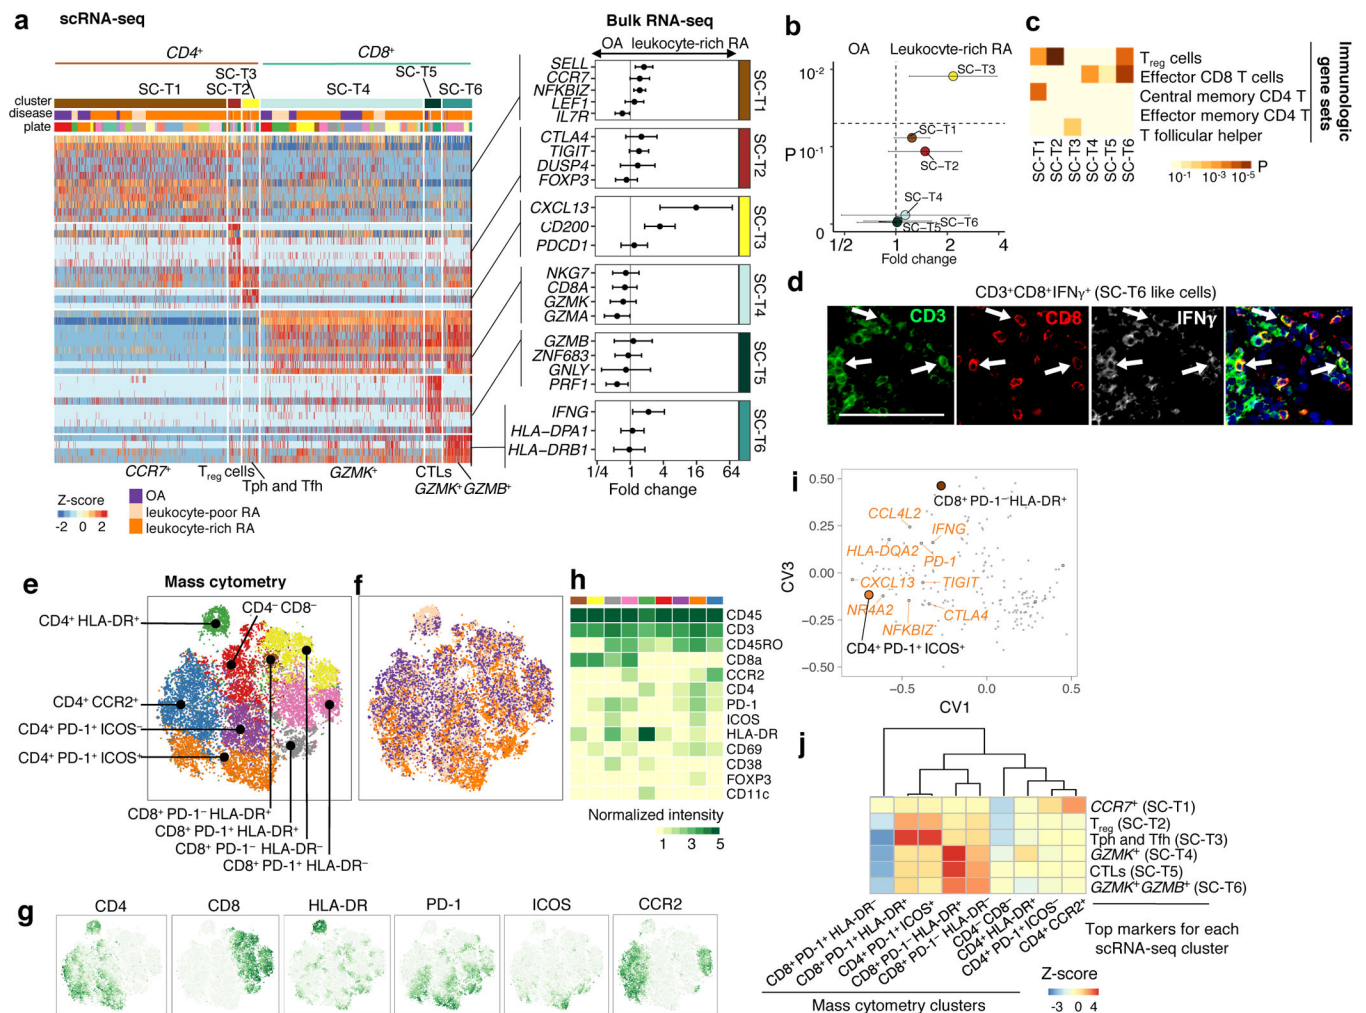 a
scRNA-seq
CD4⁺
CD8⁺
SC-T3
SC-T5
SC-T1
SC-T2
SC-T4
SC-T6
cluster
disease
plate
CCR7⁺
Treg cells
Tph and Tfh
GZMK⁺
CTLs
GZMK⁺GZMB⁺
Z-score
-2 0 2
OA
leukocyte-poor RA
leukocyte-rich RA
Bulk RNA-seq
OA leukocyte-rich RA
SELL
CCR7
NFKBIZ
LEF1
IL7R
SC-T1
CTLA4
TIGIT
DUSP4
FOXP3
SC-T2
CXCL13
CD200
PDCD1
SC-T3
NKG7
CD8A
GZMK
GZMA
SC-T4
GZMB
ZNF683
GNLY
PRF1
SC-T5
IFNG
HLA−DPA1
HLA−DRB1
SC-T6
1/4 1 4 16 64
Fold change
b
OA Leukocyte-rich RA
10⁻²
P 10⁻¹
0
SC−T3
SC−T1
SC−T2
SC−T4
SC−T6
SC−T5
1/2 1 2 4
Fold change
c
Treg cells
Effector CD8 T cells
Central memory CD4 T
Effector memory CD4 T
T follicular helper
Immunologic
gene sets
SC-T1
SC-T2
SC-T3
SC-T4
SC-T5
SC-T6
P
10⁻¹ 10⁻³ 10⁻⁵
d
CD3⁺CD8⁺IFNγ⁺ (SC-T6 like cells)
CD3
CD8
IFNγ
e
Mass cytometry
CD4⁺ HLA-DR⁺
CD4⁻ CD8⁻
CD4⁺ CCR2⁺
CD4⁺ PD-1⁺ ICOS⁻
CD4⁺ PD-1⁺ ICOS⁺
CD8⁺ PD-1⁻ HLA-DR⁺
CD8⁺ PD-1⁺ HLA-DR⁺
CD8⁺ PD-1⁻ HLA-DR⁻
CD8⁺ PD-1⁺ HLA-DR⁻
f
h
CD45
CD3
CD45RO
CD8a
CCR2
CD4
PD-1
ICOS
HLA-DR
CD69
CD38
FOXP3
CD11c
Normalized intensity
1 3 5
g
CD4
CD8
HLA-DR
PD-1
ICOS
CCR2
i
0.50
0.25
0.00
−0.25
−0.50
CV3
CD8⁺ PD-1⁻HLA-DR⁺
CCL4L2
IFNG
HLA-DQA2
PD-1
CXCL13
TIGIT
NR4A2
NFKBIZ
CTLA4
CD4⁺ PD-1⁺ ICOS⁺
−0.5 0.0 0.5
CV1
j
CCR7⁺ (SC-T1)
Treg (SC-T2)
Tph and Tfh (SC-T3)
GZMK⁺ (SC-T4)
CTLs (SC-T5)
GZMK⁺GZMB⁺ (SC-T6)
CD8⁺ PD-1⁺ HLA-DR⁻
CD8⁺ PD-1⁺ HLA-DR⁺
CD4⁺ PD-1⁺ ICOS⁺
CD8⁺ PD-1⁻ HLA-DR⁺
CD8⁺ PD-1⁻ HLA-DR⁻
CD4⁻ CD8⁻
CD4⁺ HLA-DR⁺
CD4⁺ PD-1⁺ ICOS⁻
CD4⁺ CCR2⁺
Mass cytometry clusters
Top markers for each
scRNA-seq cluster
Z-score
-3 0 4